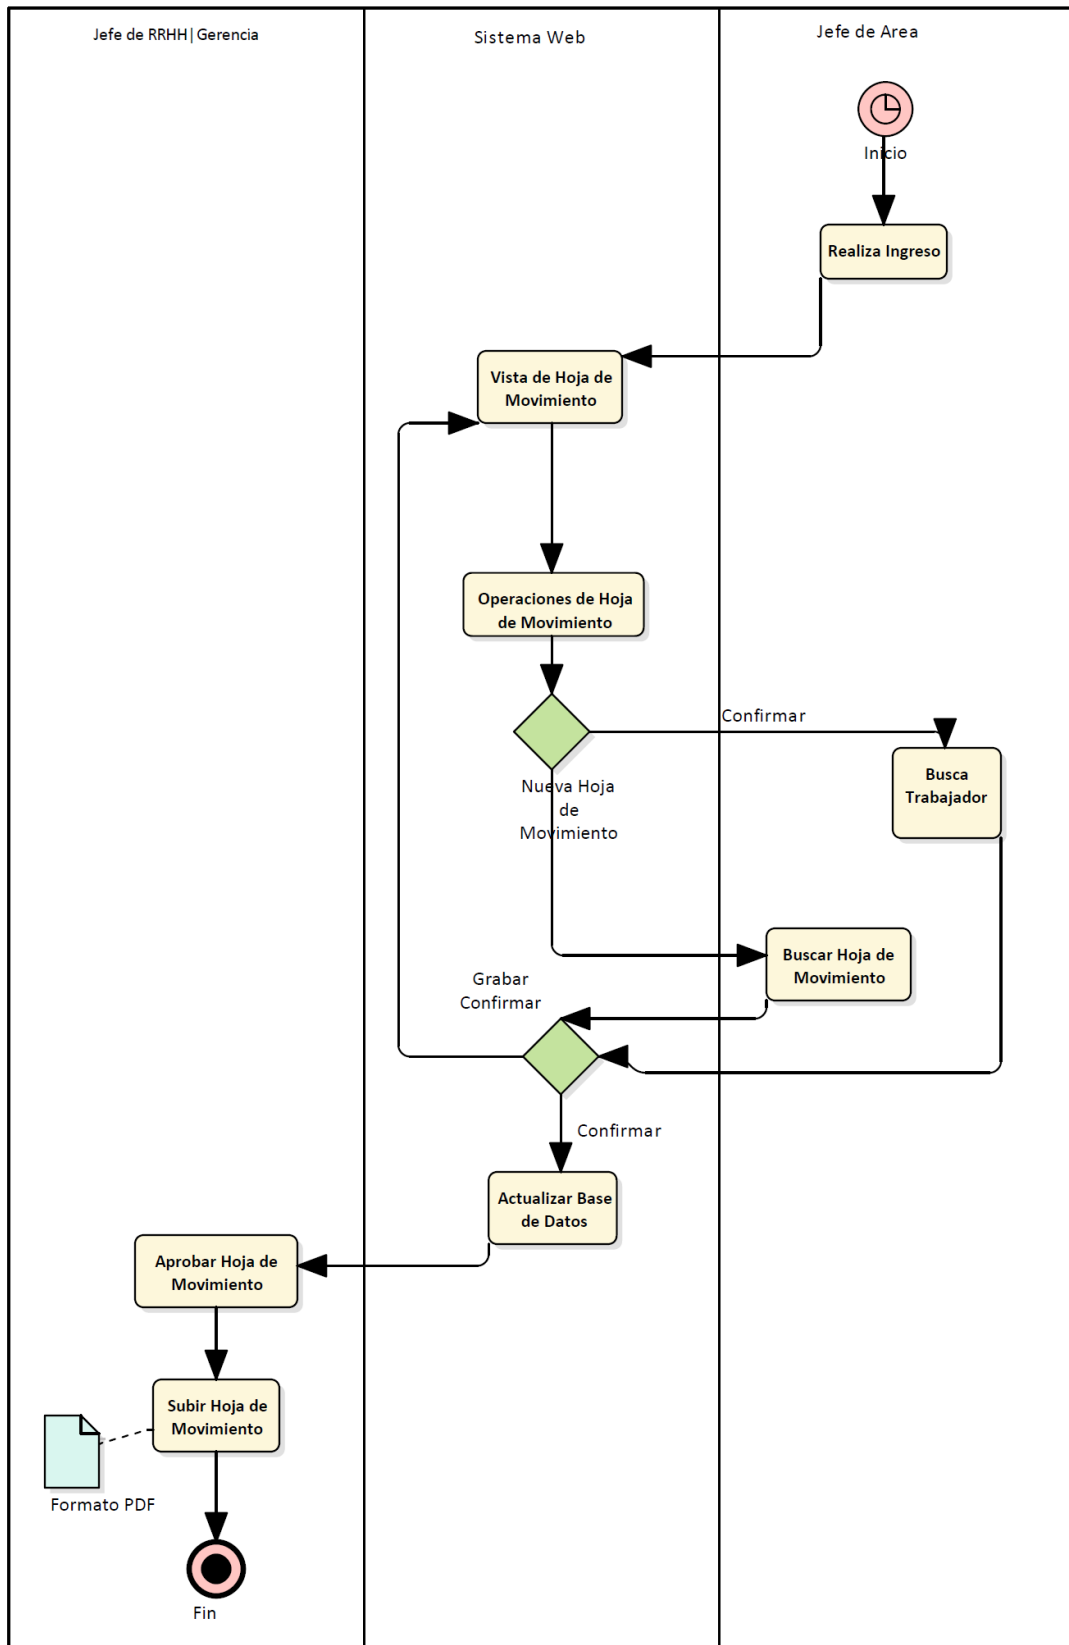 Jefe de RRHH|Gerencia
Sistema Web
Jefe de Area
Inicio
Realiza Ingreso
Vista de Hoja de
Movimiento
Operaciones de Hoja
de Movimiento
Confirmar
Nueva Hoja
de
Movimiento
Busca
Trabajador
Buscar Hoja de
Movimiento
Grabar
Confirmar
Confirmar
Actualizar Base
de Datos
Aprobar Hoja de
Movimiento
Subir Hoja de
Movimiento
Formato PDF
Fin